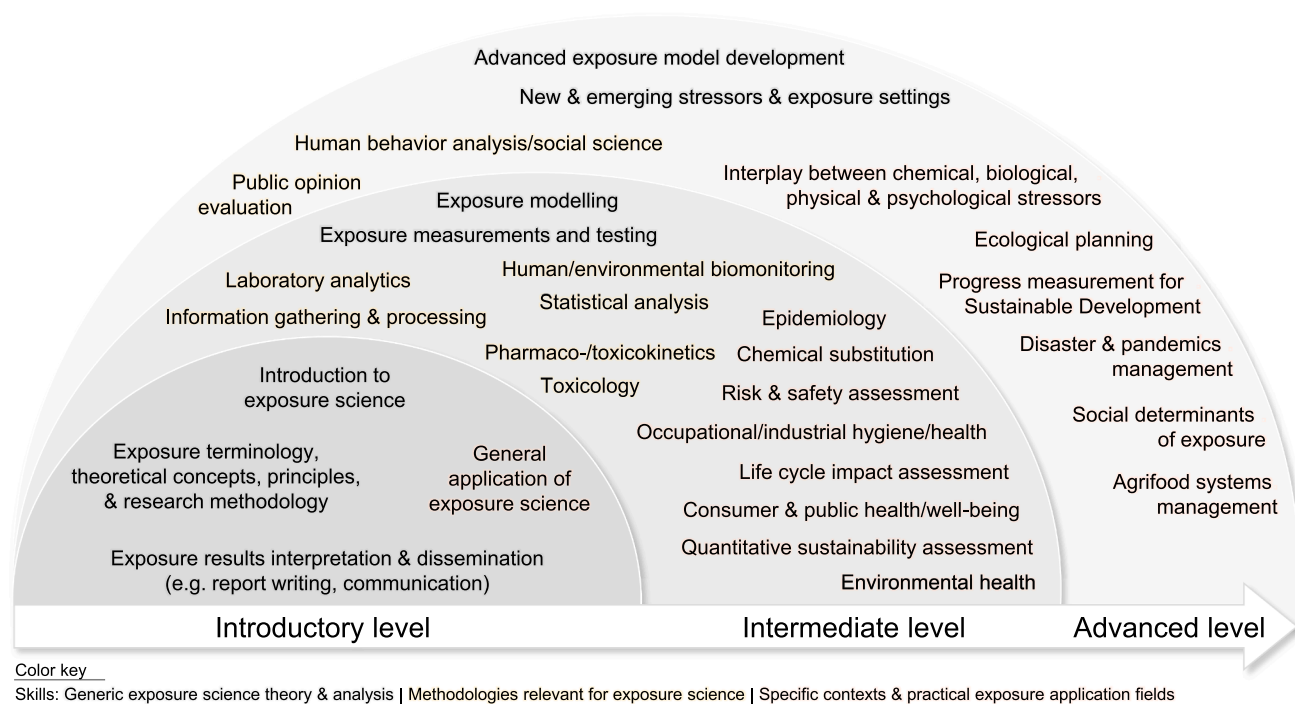 Advanced exposure model development
New & emerging stressors & exposure settings
Human behavior analysis/social science
Public opinion
evaluation
Interplay between chemical, biological,
physical & psychological stressors
Ecological planning
Progress measurement for
Sustainable Development
Disaster & pandemics
management
Social determinants
of exposure
Agrifood systems
management
Exposure modelling
Exposure measurements and testing
Laboratory analytics
Information gathering & processing
Human/environmental biomonitoring
Statistical analysis
Pharmaco-/toxicokinetics
Toxicology
Epidemiology
Chemical substitution
Risk & safety assessment
Occupational/industrial hygiene/health
Life cycle impact assessment
Consumer & public health/well-being
Quantitative sustainability assessment
Environmental health
Introduction to
exposure science
Exposure terminology,
theoretical concepts, principles,
& research methodology
General
application of
exposure science
Exposure results interpretation & dissemination
(e.g. report writing, communication)
Introductory level
Intermediate level
Advanced level
Color key
Skills: Generic exposure science theory & analysis | Methodologies relevant for exposure science | Specific contexts & practical exposure application fields